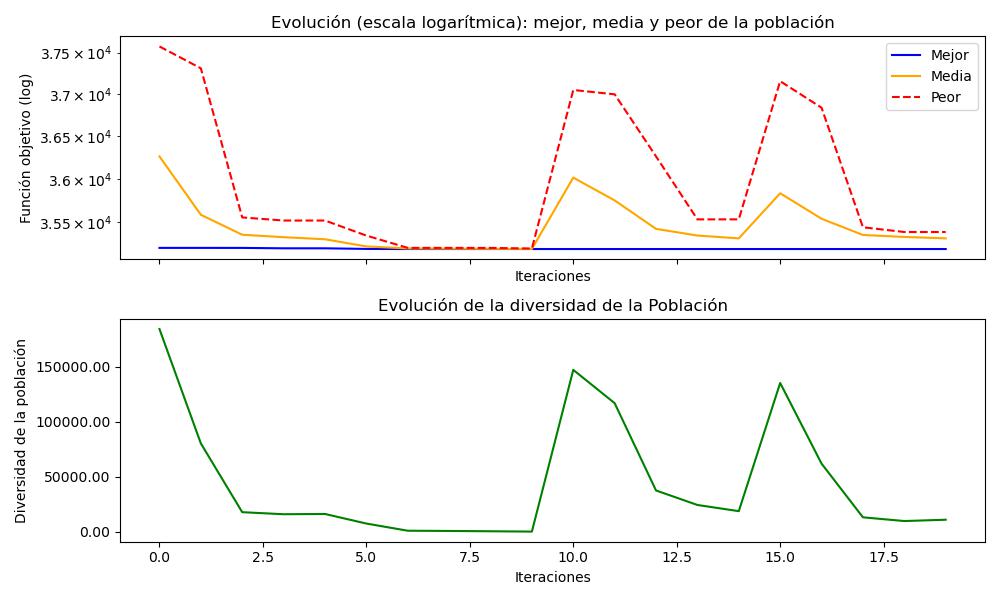 Evolución (escala logarítmica): mejor, media y peor de la población
Función objetivo (log)
3.75 × 10⁴
3.7 × 10⁴
3.65 × 10⁴
3.6 × 10⁴
3.55 × 10⁴
Mejor
Media
Peor
Iteraciones
Evolución de la diversidad de la Población
Diversidad de la población
150000.00
100000.00
50000.00
0.00
0.0 2.5 5.0 7.5 10.0 12.5 15.0 17.5
Iteraciones